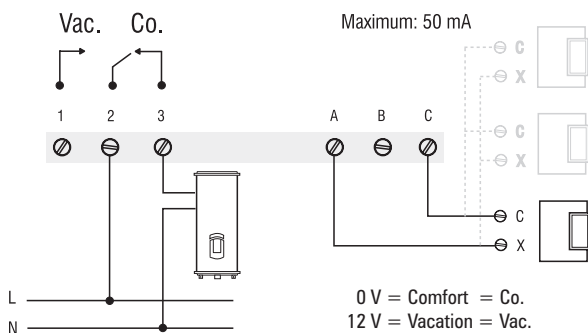 Vac. Co.
Maximum: 50 mA
C
X
1 2 3 A B C
C
X
C
X
L
N
0 V = Comfort = Co.
12 V = Vacation = Vac.